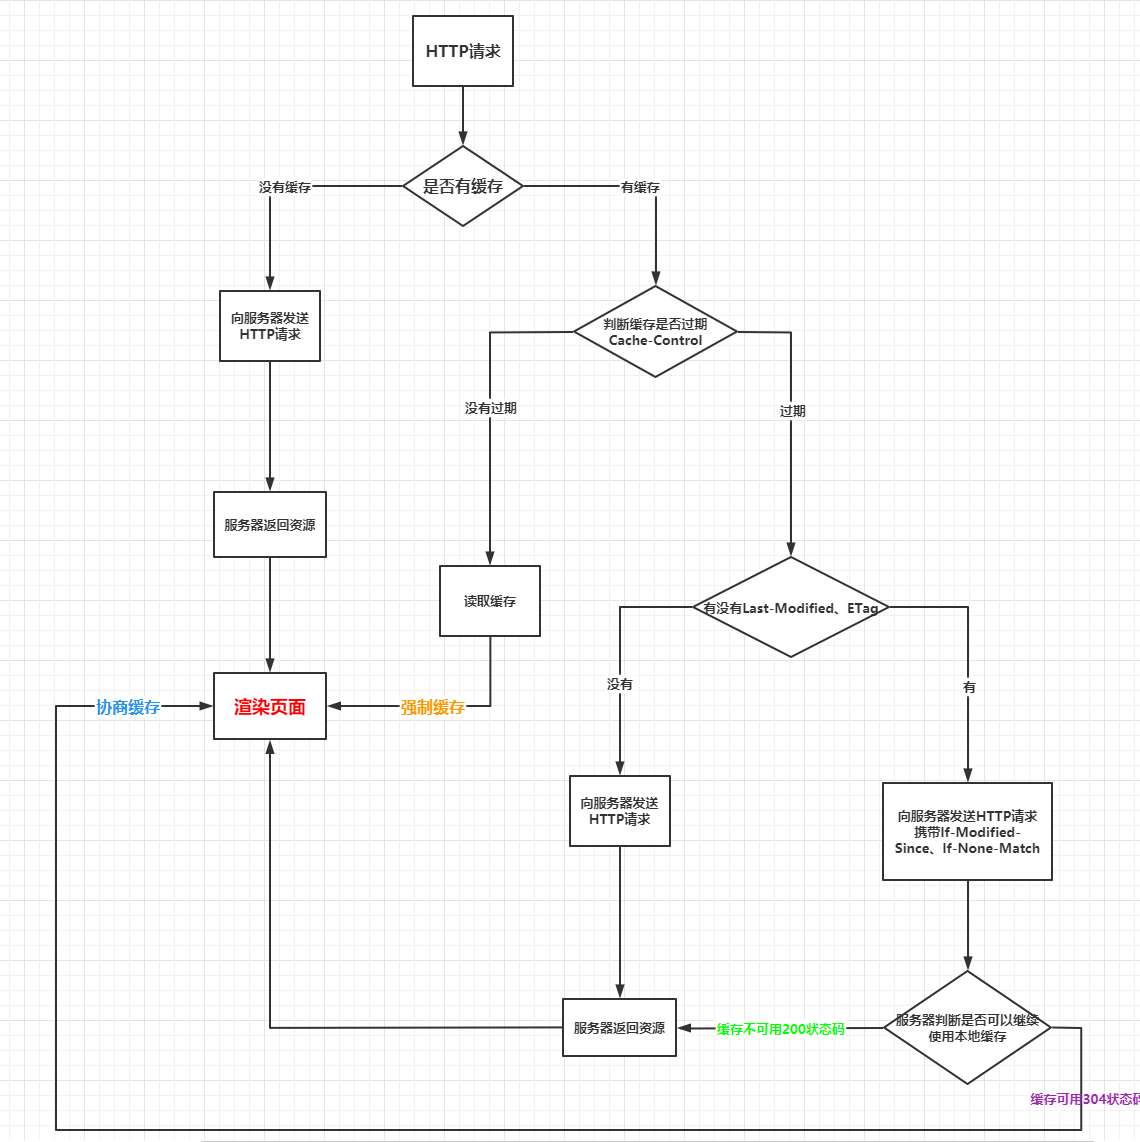 HTTP请求
是否有缓存
没有缓存
有缓存
向服务器发送
HTTP请求
判断缓存是否过期
Cache-Control
没有过期
过期
服务器返回资源
读取缓存
有没有Last-Modified、ETag
没有
有
协商缓存
渲染页面
强制缓存
向服务器发送
HTTP请求
向服务器发送HTTP请求
携带If-Modified-
Since、If-None-Match
服务器返回资源
缓存不可用200状态码
服务器判断是否可以继续
使用本地缓存
缓存可用304状态码